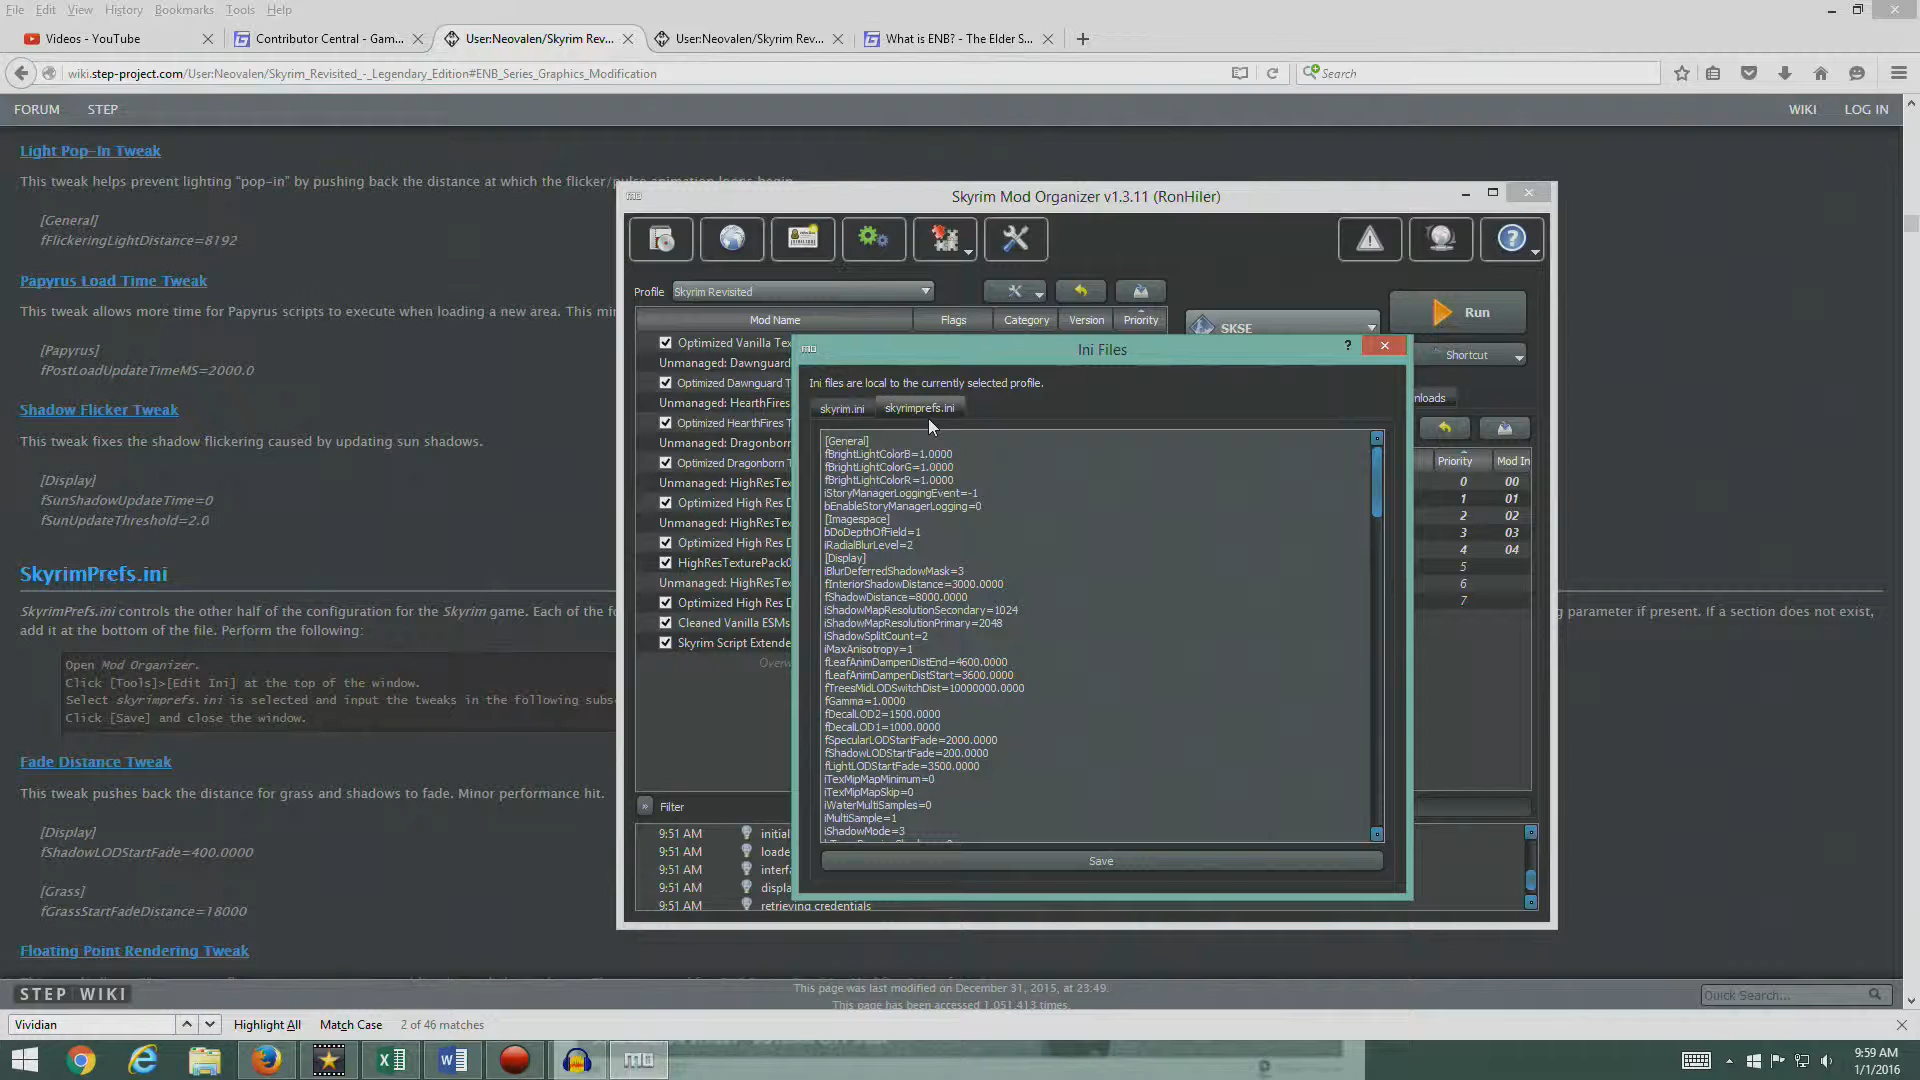 File Edit View History Bookmarks Tools Help
Videos - YouTube
Contributor Central - Gam...
User:Neovalen/Skyrim Rev...
User:Neovalen/Skyrim Rev...
What is ENB? - The Elder S...
wiki.step-project.com/User:Neovalen/Skyrim_Revisited_-_Legendary_Edition#ENB_Series_Graphics_Modification
Search
FORUM STEP
WIKI LOG IN
Light Pop-In Tweak
This tweak helps prevent lighting "pop-in" by pushing back the distance at which the flicker/pulse animation loops begin.
[General]
fFlickeringLightDistance=8192
Papyrus Load Time Tweak
This tweak allows more time for Papyrus scripts to execute when loading a new area. This mi
[Papyrus]
fPostLoadUpdateTimeMS=2000.0
Shadow Flicker Tweak
This tweak fixes the shadow flickering caused by updating sun shadows.
[Display]
fSunShadowUpdateTime=0
fSunUpdateThreshold=2.0
SkyrimPrefs.ini
SkyrimPrefs.ini controls the other half of the configuration for the Skyrim game. Each of the fo
g parameter if present. If a section does not exist,
add it at the bottom of the file. Perform the following:
Open Mod Organizer.
Click [Tools]>[Edit Ini] at the top of the window.
Select skyrimprefs.ini is selected and input the tweaks in the following subse
Click [Save] and close the window.
Fade Distance Tweak
This tweak pushes back the distance for grass and shadows to fade. Minor performance hit.
[Display]
fShadowLODStartFade=400.0000
[Grass]
fGrassStartFadeDistance=18000
Floating Point Rendering Tweak
Skyrim Mod Organizer v1.3.11 (RonHiler)
Profile Skyrim Revisited
Mod Name Flags Category Version Priority
Optimized Vanilla Tex
Unmanaged: Dawnguard
Optimized Dawnguard T
Unmanaged: HearthFires
Optimized HearthFires T
Unmanaged: Dragonborn
Optimized Dragonborn T
Unmanaged: HighResTex
Optimized High Res D
Unmanaged: HighResTex
Optimized High Res D
HighResTexturePack0
Unmanaged: HighResTex
Optimized High Res D
Cleaned Vanilla ESMs
Skyrim Script Extende
Overw
Filter
9:51 AM initial
9:51 AM loade
9:51 AM interfa
9:51 AM displa
9:51 AM retrieving credentials
SKSE
Run
Shortcut
nloads
Priority Mod In
0 00
1 01
2 02
3 03
4 04
5
6
7
Ini Files
?
Ini files are local to the currently selected profile.
skyrim.ini skyrimprefs.ini
[General]
fBrightLightColorB=1.0000
fBrightLightColorG=1.0000
fBrightLightColorR=1.0000
iStoryManagerLoggingEvent=-1
bEnableStoryManagerLogging=0
[Imagespace]
bDoDepthOfField=1
iRadialBlurLevel=2
[Display]
iBlurDeferredShadowMask=3
fInteriorShadowDistance=3000.0000
fShadowDistance=8000.0000
iShadowMapResolutionSecondary=1024
iShadowMapResolutionPrimary=2048
iShadowSplitCount=2
iMaxAnisotropy=1
fLeafAnimDampenDistEnd=4600.0000
fLeafAnimDampenDistStart=3600.0000
fTreesMidLODSwitchDist=10000000.0000
fGamma=1.0000
fDecalLOD2=1500.0000
fDecalLOD1=1000.0000
fSpecularLODStartFade=2000.0000
fShadowLODStartFade=200.0000
fLightLODStartFade=3500.0000
iTexMipMapMinimum=0
iTexMipMapSkip=0
iWaterMultiSamples=0
iMultiSample=1
iShadowMode=3
Save
STEP WIKI
This page was last modified on December 31, 2015, at 23:49.
This page has been accessed 1,051,413 times.
Quick Search...
Vividian
Highlight All Match Case 2 of 46 matches
9:59 AM
1/1/2016